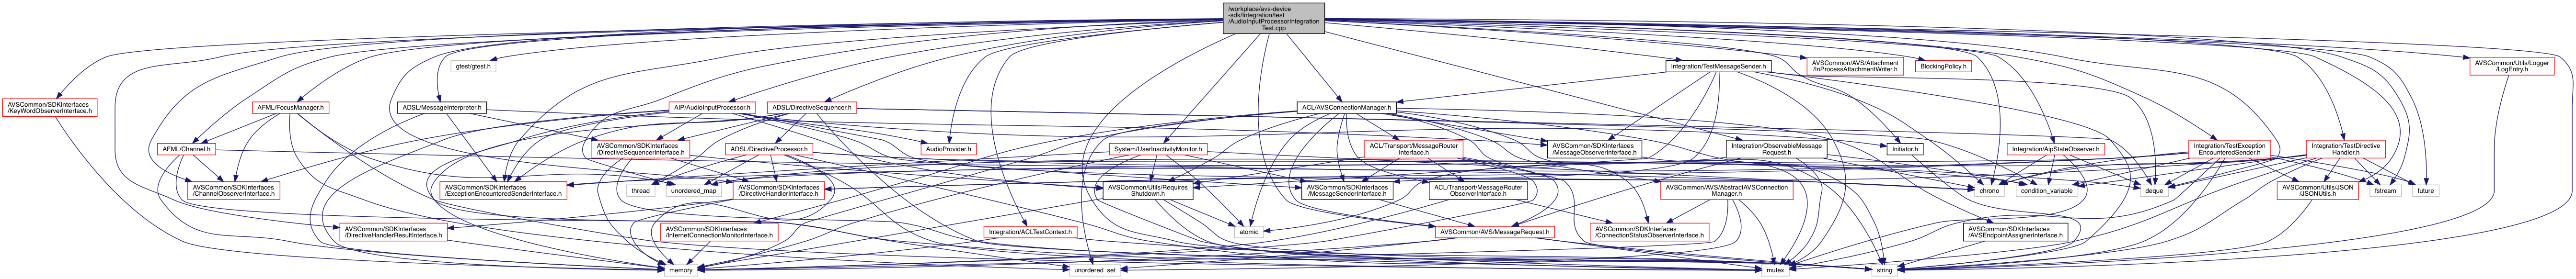 /workplace/avs-device
-sdk/Integration/test
/AudioInputProcessorIntegration
Test.cpp
gtest/gtest.h
Integration/TestMessageSender.h
AVSCommon/AVS/Attachment
/InProcessAttachmentWriter.h
BlockingPolicy.h
AVSCommon/Utils/Logger
/LogEntry.h
AVSCommon/SDKInterfaces
/KeyWordObserverInterface.h
AFML/FocusManager.h
ADSL/MessageInterpreter.h
AIP/AudioInputProcessor.h
ADSL/DirectiveSequencer.h
ACL/AVSConnectionManager.h
AFML/Channel.h
AVSCommon/SDKInterfaces
/DirectiveSequencerInterface.h
ADSL/DirectiveProcessor.h
AudioProvider.h
System/UserInactivityMonitor.h
ACL/Transport/MessageRouter
Interface.h
AVSCommon/SDKInterfaces
/MessageObserverInterface.h
Integration/ObservableMessage
Request.h
Initiator.h
Integration/AipStateObserver.h
Integration/TestException
EncounteredSender.h
Integration/TestDirective
Handler.h
AVSCommon/SDKInterfaces
/ChannelObserverInterface.h
AVSCommon/SDKInterfaces
/ExceptionEncounteredSenderInterface.h
thread
unordered_map
AVSCommon/SDKInterfaces
/DirectiveHandlerInterface.h
AVSCommon/Utils/Requires
Shutdown.h
AVSCommon/SDKInterfaces
/MessageSenderInterface.h
ACL/Transport/MessageRouter
ObserverInterface.h
AVSCommon/AVS/AbstractAVSConnection
Manager.h
chrono
condition_variable
deque
AVSCommon/Utils/JSON
/JSONUtils.h
fstream
future
AVSCommon/SDKInterfaces
/DirectiveHandlerResultInterface.h
AVSCommon/SDKInterfaces
/InternetConnectionMonitorInterface.h
Integration/ACLTestContext.h
atomic
AVSCommon/AVS/MessageRequest.h
AVSCommon/SDKInterfaces
/ConnectionStatusObserverInterface.h
AVSCommon/SDKInterfaces
/AVSEndpointAssignerInterface.h
memory
unordered_set
mutex
string